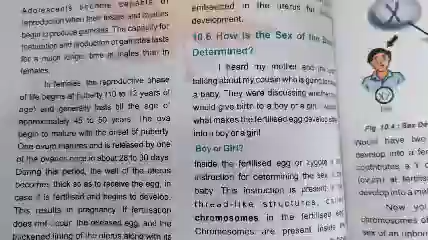 Adolescents become capable of
reproduction when their testes and ovaries
begin to produce gametes. The capacity for
maturation and production of gametes lasts
for a much longer time in males than in
females.
In females, the reproductive phase
of life begins at puberty (10 to 12 years of
age) and generally lasts till the age of
approximately 45 to 50 years. The ova
begin to mature with the onset of puberty.
One ovum matures and is released by one
of the ovaries once in about 28 to 30 days.
During this period, the wall of the uterus
becomes thick so as to receive the egg, in
case it is fertilised and begins to develop.
This results in pregnancy. If fertilisation
does not occur, the released egg, and the
thickened lining of the uterus along with its
embedded in the uterus for
development.
10.6 How is the Sex of the
Determined?
I heard my mother and my
talking about my cousin who is going to
a baby. They were discussing whether
would give birth to a boy or a girl.
what makes the fertilised egg develop
into a boy or a girl
Boy or Girl?
Inside the fertilised egg or zygote is
instruction for determining the sex
baby. This instruction is present
thread-like structures,
chromosomes in the fertilised
Chromosomes are present inside
X
Fig. 10.4 : Sex
would have two
develop into a
contributes a Y
(ovum) at fertilis
develop into a mal
Now you
chromosomes of
sex of an unborn